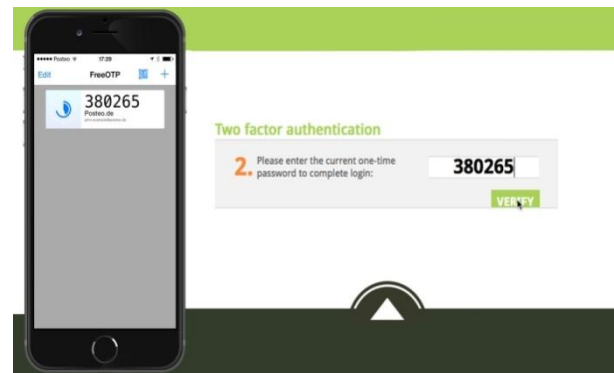 Posteo 17:29
Edit FreeOTP +
380265
Posteo.de
Two factor authentication
2. Please enter the current one-time
password to complete login:
380265
VERIFY